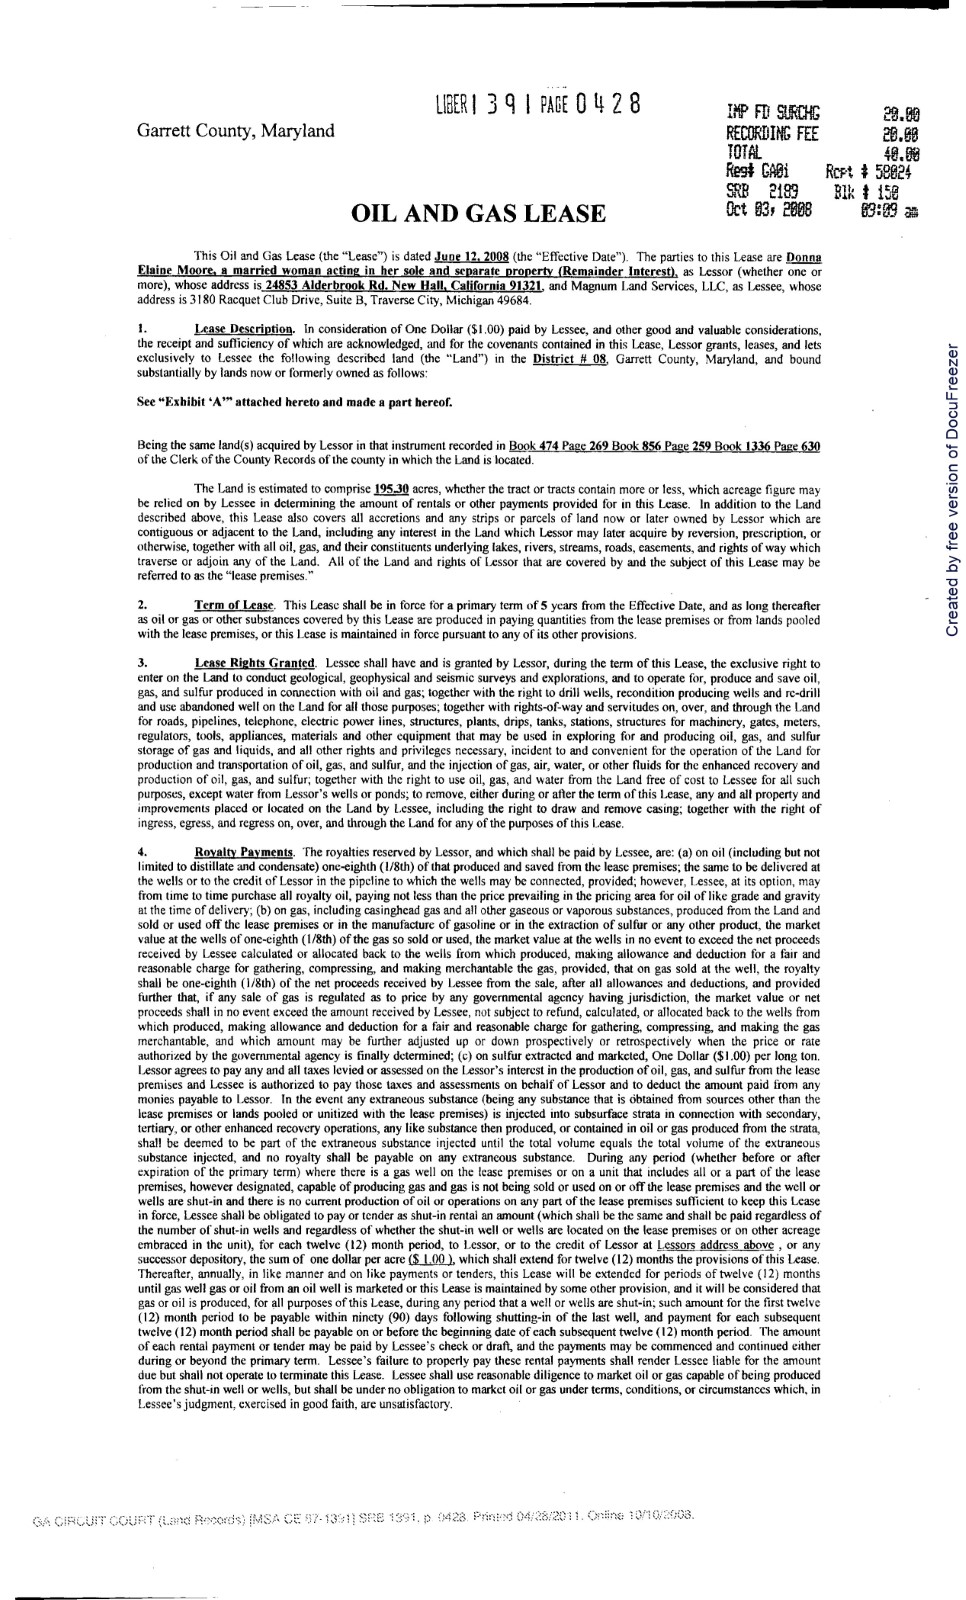 LIBER 1 3 9 1 PAGE 0 4 2 8
Garrett County, Maryland
IMP FD SURCHG 20.00
RECORDING FEE 20.00
TOTAL 40.00
Reg# GA01 Rcpt # 58024
SRB 2189 Blk # 150
Oct 03, 2008 09:09 am
OIL AND GAS LEASE
This Oil and Gas Lease (the “Lease”) is dated June 12, 2008 (the “Effective Date”). The parties to this Lease are Donna
Elaine Moore, a married woman acting in her sole and separate property (Remainder Interest), as Lessor (whether one or
more), whose address is 24853 Alderbrook Rd. New Hall, California 91321, and Magnum Land Services, LLC, as Lessee, whose
address is 3180 Racquet Club Drive, Suite B, Traverse City, Michigan 49684.
1. Lease Description. In consideration of One Dollar ($1.00) paid by Lessee, and other good and valuable considerations,
the receipt and sufficiency of which are acknowledged, and for the covenants contained in this Lease, Lessor grants, leases, and lets
exclusively to Lessee the following described land (the “Land”) in the District # 08, Garrett County, Maryland, and bound
substantially by lands now or formerly owned as follows:
See “Exhibit ‘A’” attached hereto and made a part hereof.
Being the same land(s) acquired by Lessor in that instrument recorded in Book 474 Page 269 Book 856 Page 259 Book 1336 Page 630
of the Clerk of the County Records of the county in which the Land is located.
The Land is estimated to comprise 195.30 acres, whether the tract or tracts contain more or less, which acreage figure may
be relied on by Lessee in determining the amount of rentals or other payments provided for in this Lease. In addition to the Land
described above, this Lease also covers all accretions and any strips or parcels of land now or later owned by Lessor which are
contiguous or adjacent to the Land, including any interest in the Land which Lessor may later acquire by reversion, prescription, or
otherwise, together with all oil, gas, and their constituents underlying lakes, rivers, streams, roads, easements, and rights of way which
traverse or adjoin any of the Land. All of the Land and rights of Lessor that are covered by and the subject of this Lease may be
referred to as the “lease premises.”
2. Term of Lease. This Lease shall be in force for a primary term of 5 years from the Effective Date, and as long thereafter
as oil or gas or other substances covered by this Lease are produced in paying quantities from the lease premises or from lands pooled
with the lease premises, or this Lease is maintained in force pursuant to any of its other provisions.
3. Lease Rights Granted. Lessee shall have and is granted by Lessor, during the term of this Lease, the exclusive right to
enter on the Land to conduct geological, geophysical and seismic surveys and explorations, and to operate for, produce and save oil,
gas, and sulfur produced in connection with oil and gas; together with the right to drill wells, recondition producing wells and re-drill
and use abandoned well on the Land for all those purposes; together with rights-of-way and servitudes on, over, and through the Land
for roads, pipelines, telephone, electric power lines, structures, plants, drips, tanks, stations, structures for machinery, gates, meters,
regulators, tools, appliances, materials and other equipment that may be used in exploring for and producing oil, gas, and sulfur
storage of gas and liquids, and all other rights and privileges necessary, incident to and convenient for the operation of the Land for
production and transportation of oil, gas, and sulfur, and the injection of gas, air, water, or other fluids for the enhanced recovery and
production of oil, gas, and sulfur; together with the right to use oil, gas, and water from the Land free of cost to Lessee for all such
purposes, except water from Lessor’s wells or ponds; to remove, either during or after the term of this Lease, any and all property and
improvements placed or located on the Land by Lessee, including the right to draw and remove casing; together with the right of
ingress, egress, and regress on, over, and through the Land for any of the purposes of this Lease.
4. Royalty Payments. The royalties reserved by Lessor, and which shall be paid by Lessee, are: (a) on oil (including but not
limited to distillate and condensate) one-eighth (1/8th) of that produced and saved from the lease premises; the same to be delivered at
the wells or to the credit of Lessor in the pipeline to which the wells may be connected, provided; however, Lessee, at its option, may
from time to time purchase all royalty oil, paying not less than the price prevailing in the pricing area for oil of like grade and gravity
at the time of delivery; (b) on gas, including casinghead gas and all other gaseous or vaporous substances, produced from the Land and
sold or used off the lease premises or in the manufacture of gasoline or in the extraction of sulfur or any other product, the market
value at the wells of one-eighth (1/8th) of the gas so sold or used, the market value at the wells in no event to exceed the net proceeds
received by Lessee calculated or allocated back to the wells from which produced, making allowance and deduction for a fair and
reasonable charge for gathering, compressing, and making merchantable the gas, provided, that on gas sold at the well, the royalty
shall be one-eighth (1/8th) of the net proceeds received by Lessee from the sale, after all allowances and deductions, and provided
further that, if any sale of gas is regulated as to price by any governmental agency having jurisdiction, the market value or net
proceeds shall in no event exceed the amount received by Lessee, not subject to refund, calculated, or allocated back to the wells from
which produced, making allowance and deduction for a fair and reasonable charge for gathering, compressing, and making the gas
merchantable, and which amount may be further adjusted up or down prospectively or retrospectively when the price or rate
authorized by the governmental agency is finally determined; (c) on sulfur extracted and marketed, One Dollar ($1.00) per long ton.
Lessor agrees to pay any and all taxes levied or assessed on the Lessor’s interest in the production of oil, gas, and sulfur from the lease
premises and Lessee is authorized to pay those taxes and assessments on behalf of Lessor and to deduct the amount paid from any
monies payable to Lessor. In the event any extraneous substance (being any substance that is obtained from sources other than the
lease premises or lands pooled or unitized with the lease premises) is injected into subsurface strata in connection with secondary,
tertiary, or other enhanced recovery operations, any like substance then produced, or contained in oil or gas produced from the strata,
shall be deemed to be part of the extraneous substance injected until the total volume equals the total volume of the extraneous
substance injected, and no royalty shall be payable on any extraneous substance. During any period (whether before or after
expiration of the primary term) where there is a gas well on the lease premises or on a unit that includes all or a part of the lease
premises, however designated, capable of producing gas and gas is not being sold or used on or off the lease premises and the well or
wells are shut-in and there is no current production of oil or operations on any part of the lease premises sufficient to keep this Lease
in force, Lessee shall be obligated to pay or tender as shut-in rental an amount (which shall be the same and shall be paid regardless of
the number of shut-in wells and regardless of whether the shut-in well or wells are located on the lease premises or on other acreage
embraced in the unit), for each twelve (12) month period, to Lessor, or to the credit of Lessor at Lessors address above , or any
successor depository, the sum of one dollar per acre ($ 1.00 ), which shall extend for twelve (12) months the provisions of this Lease.
Thereafter, annually, in like manner and on like payments or tenders, this Lease will be extended for periods of twelve (12) months
until gas well gas or oil from an oil well is marketed or this Lease is maintained by some other provision, and it will be considered that
gas or oil is produced, for all purposes of this Lease, during any period that a well or wells are shut-in; such amount for the first twelve
(12) month period to be payable within ninety (90) days following shutting-in of the last well, and payment for each subsequent
twelve (12) month period shall be payable on or before the beginning date of each subsequent twelve (12) month period. The amount
of each rental payment or tender may be paid by Lessee’s check or draft, and the payments may be commenced and continued either
during or beyond the primary term. Lessee’s failure to properly pay these rental payments shall render Lessee liable for the amount
due but shall not operate to terminate this Lease. Lessee shall use reasonable diligence to market oil or gas capable of being produced
from the shut-in well or wells, but shall be under no obligation to market oil or gas under terms, conditions, or circumstances which, in
Lessee’s judgment, exercised in good faith, are unsatisfactory.
GA CIRCUIT COURT (Land Records) [MSA CE 67-1391] SRB 1391, p. 0428. Printed 04/28/2011. Online 10/10/2008.
Created by free version of DocuFreezer